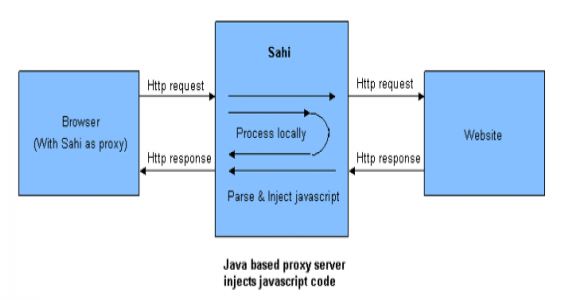 Sahi
Http request
Http request
Browser
(With Sahi as proxy)
Process locally
Website
Http response
Http response
Parse & Inject javascript
Java based proxy server
injects javascript code